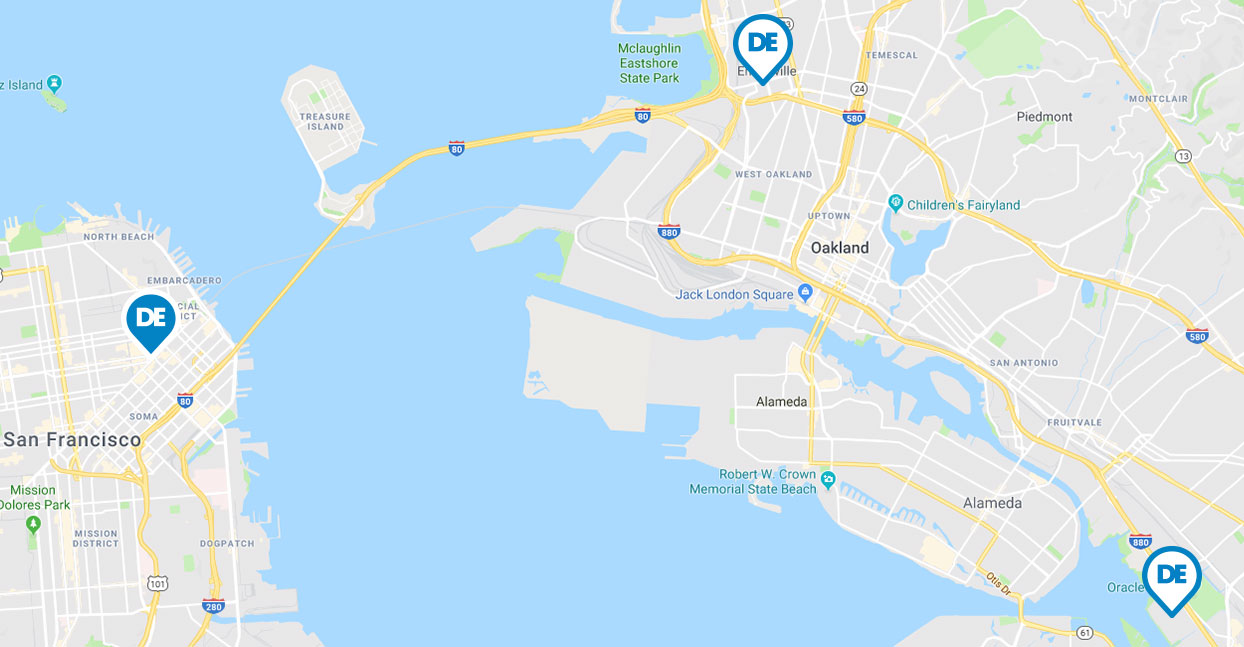 Mclaughlin
Eastshore
State Park
DE
TEMESCAL
24
z Island
TREASURE
ISLAND
80
80
580
Piedmont
MONTCLAIR
13
WEST OAKLAND
UPTOWN
Children's Fairyland
880
Oakland
NORTH BEACH
EMBARCADERO
Jack London Square
DE
580
SAN ANTONIO
80
SOMA
Alameda
San Francisco
FRUITVALE
Robert W. Crown
Memorial State Beach
Mission
Dolores Park
Alameda
MISSION
DISTRICT
DOGPATCH
880
DE
101
280
Otis Dr
Oracle
61